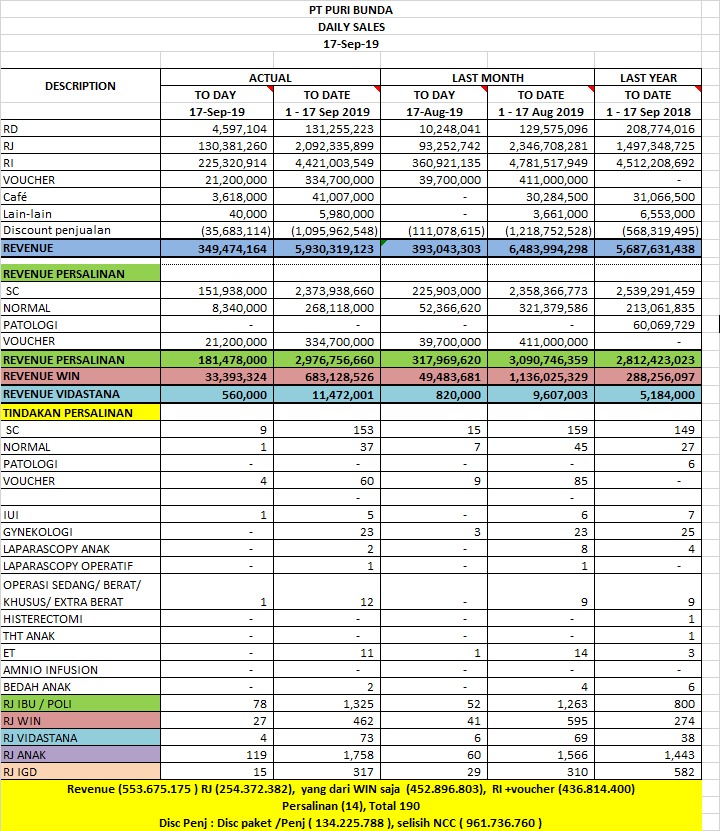 PT PURI BUNDA
DAILY SALES
17-Sep-19
DESCRIPTION ACTUAL LAST MONTH LAST YEAR
TO DAY TO DATE TO DAY TO DATE TO DATE
17-Sep-19 1 - 17 Sep 2019 17-Aug-19 1 - 17 Aug 2019 1 - 17 Sep 2018
RD 4,597,104 131,255,223 10,248,041 129,575,096 208,774,016
RJ 130,381,260 2,092,335,899 93,252,742 2,346,708,281 1,497,348,725
RI 225,320,914 4,421,003,549 360,921,135 4,781,517,949 4,512,208,692
VOUCHER 21,200,000 334,700,000 39,700,000 411,000,000 -
Café 3,618,000 41,007,000 - 30,284,500 31,066,500
Lain-lain 40,000 5,980,000 - 3,661,000 6,553,000
Discount penjualan (35,683,114) (1,095,962,548) (111,078,615) (1,218,752,528) (568,319,495)
REVENUE 349,474,164 5,930,319,123 393,043,303 6,483,994,298 5,687,631,438
REVENUE PERSALINAN
SC 151,938,000 2,373,938,660 225,903,000 2,358,366,773 2,539,291,459
NORMAL 8,340,000 268,118,000 52,366,620 321,379,586 213,061,835
PATOLOGI - - - - 60,069,729
VOUCHER 21,200,000 334,700,000 39,700,000 411,000,000 -
REVENUE PERSALINAN 181,478,000 2,976,756,660 317,969,620 3,090,746,359 2,812,423,023
REVENUE WIN 33,393,324 683,128,526 49,483,681 1,136,025,329 288,256,097
REVENUE VIDASTANA 560,000 11,472,001 820,000 9,607,003 5,184,000
TINDAKAN PERSALINAN
SC 9 153 15 159 149
NORMAL 1 37 7 45 27
PATOLOGI - - - - 6
VOUCHER 4 60 9 85 -
- -
IUI 1 5 - 6 7
GYNEKOLOGI - 23 3 23 25
LAPARASCOPY ANAK - 2 - 8 4
LAPARASCOPY OPERATIF - 1 - 1 -
OPERASI SEDANG/ BERAT/
KHUSUS/ EXTRA BERAT 1 12 - 9 9
HISTERECTOMI - - - - 1
THT ANAK - - - - 1
ET - 11 1 14 3
AMNIO INFUSION - - - - -
BEDAH ANAK - 2 - 4 6
RJ IBU / POLI 78 1,325 52 1,263 800
RJ WIN 27 462 41 595 274
RJ VIDASTANA 4 73 6 69 38
RJ ANAK 119 1,758 60 1,566 1,443
RJ IGD 15 317 29 310 582
Revenue (553.675.175 ) RJ (254.372.382), yang dari WIN saja (452.896.803), RI +voucher (436.814.400)
Persalinan (14), Total 190
Disc Penj : Disc paket /Penj ( 134.225.788 ), selisih NCC ( 961.736.760 )